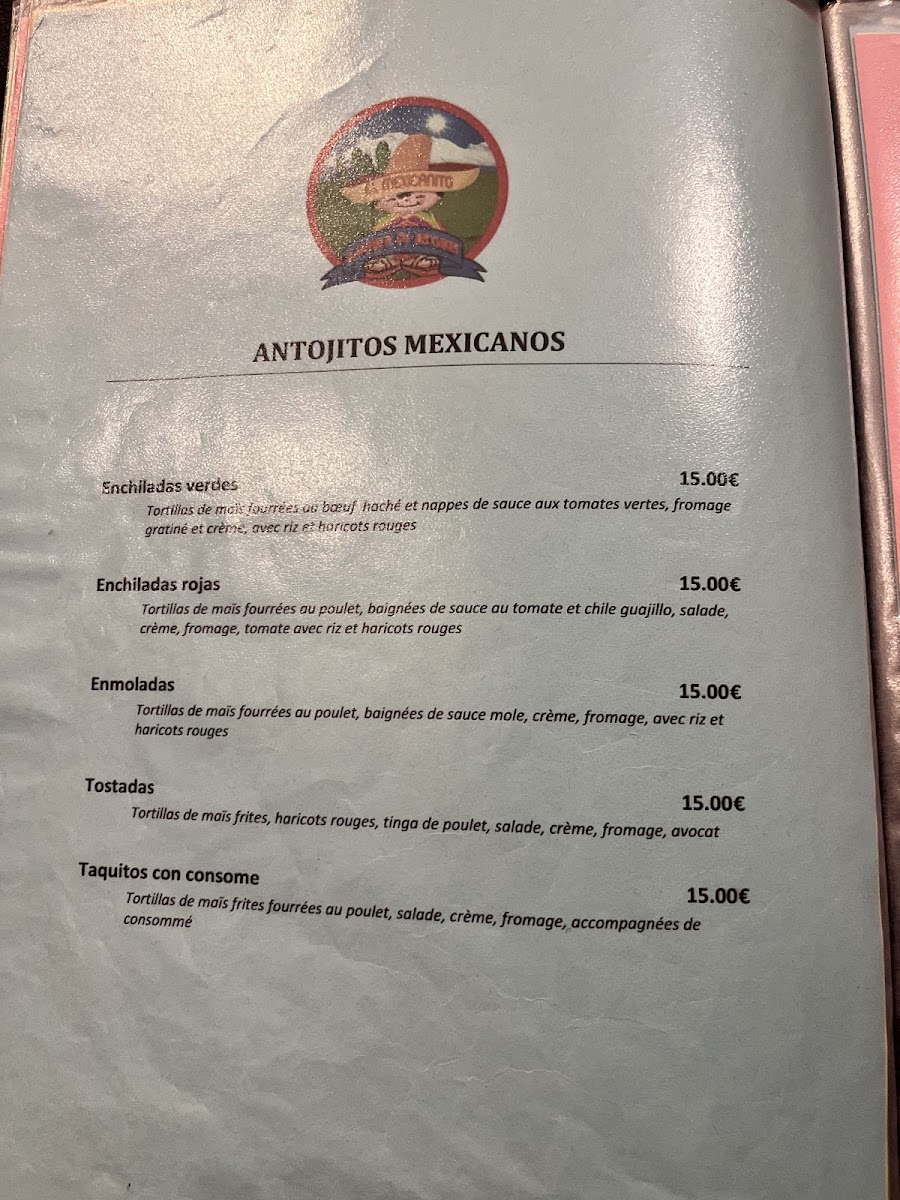 EL MEXICANITO
ANTOJITOS MEXICANOS
Enchiladas verdes 15.00€
Tortillas de maïs fourrées au bœuf haché et nappes de sauce aux tomates vertes, fromage
gratiné et crème, avec riz et haricots rouges
Enchiladas rojas 15.00€
Tortillas de maïs fourrées au poulet, baignées de sauce au tomate et chile guajillo, salade,
crème, fromage, tomate avec riz et haricots rouges
Enmoladas 15.00€
Tortillas de maïs fourrées au poulet, baignées de sauce mole, crème, fromage, avec riz et
haricots rouges
Tostadas 15.00€
Tortillas de maïs frites, haricots rouges, tinga de poulet, salade, crème, fromage, avocat
Taquitos con consome 15.00€
Tortillas de maïs frites fourrées au poulet, salade, crème, fromage, accompagnées de
consommé